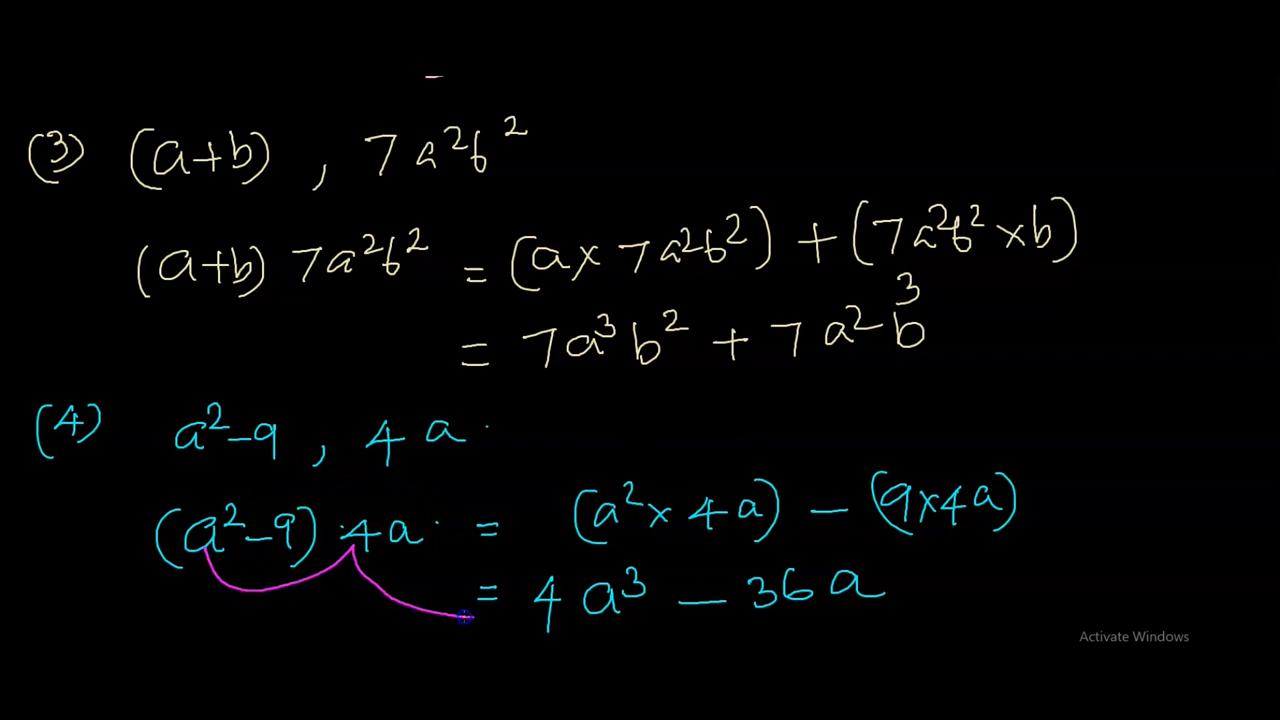 (3) (a+b) , 7a²b²
(a+b) 7a²b² = (a× 7a²b²) + (7a²b² ×b)
= 7a³b² + 7a²b³
(4) a²-9 , 4a
(a²-9) 4a = (a²× 4a) - (9×4a)
= 4a³ - 36a
Activate Windows